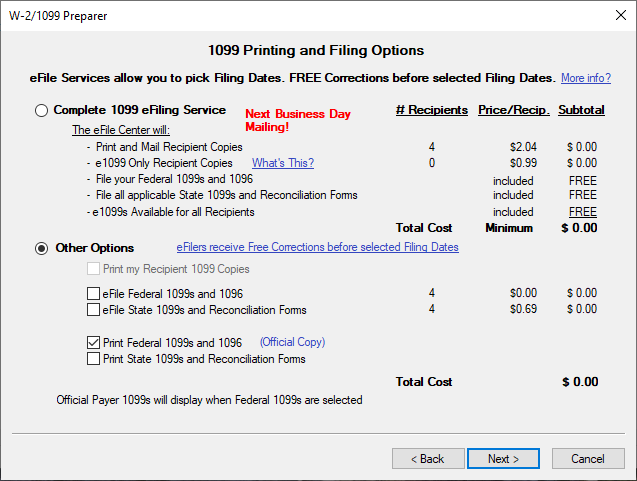 W-2/1099 Preparer
1099 Printing and Filing Options
eFile Services allow you to pick Filing Dates. FREE Corrections before selected Filing Dates. More info?
Complete 1099 eFiling Service Next Business Day Mailing! # Recipients Price/Recip. Subtotal
The eFile Center will:
- Print and Mail Recipient Copies 4 $2.04 $ 0.00
- e1099 Only Recipient Copies What's This? 0 $0.99 $ 0.00
- File your Federal 1099s and 1096 included FREE
- File all applicable State 1099s and Reconciliation Forms included FREE
- e1099s Available for all Recipients included FREE
Total Cost Minimum $ 0.00
Other Options eFilers receive Free Corrections before selected Filing Dates
Print my Recipient 1099 Copies
eFile Federal 1099s and 1096 4 $0.00 $ 0.00
eFile State 1099s and Reconciliation Forms 4 $0.69 $ 0.00
Print Federal 1099s and 1096 (Official Copy)
Print State 1099s and Reconciliation Forms
Total Cost $ 0.00
Official Payer 1099s will display when Federal 1099s are selected
< Back Next > Cancel